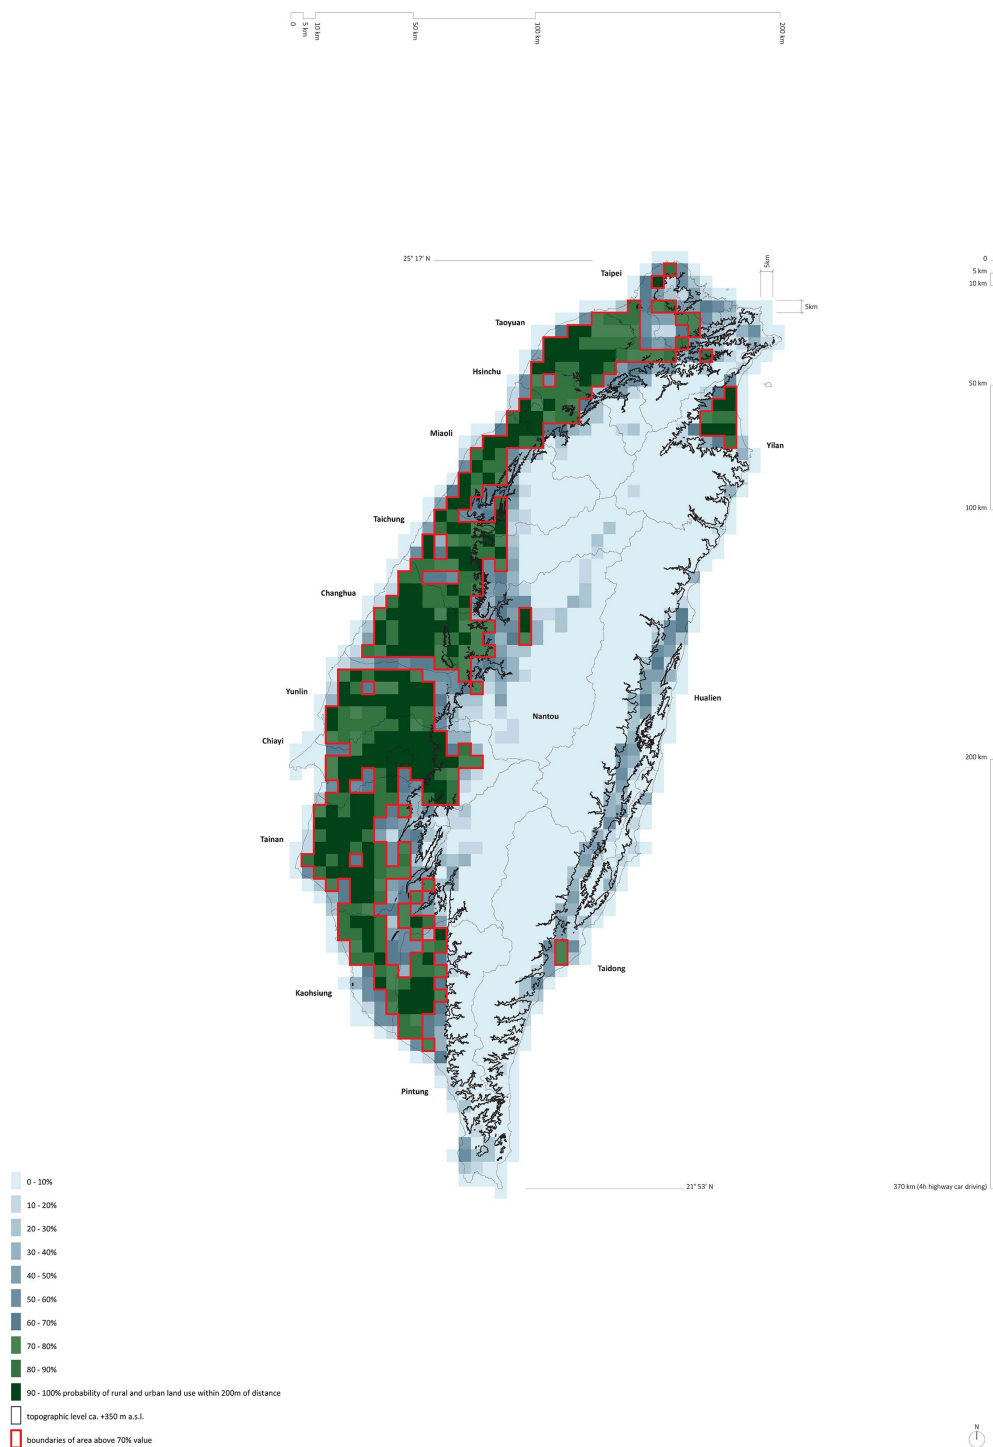 0
5 km
10 km
50 km
100 km
200 km
25° 17' N
Taipei
5km
0
5 km
10 km
5km
Taoyuan
Hsinchu
50 km
Miaoli
Yilan
100 km
Taichung
Changhua
Yunlin
Hualien
Nantou
Chiayi
200 km
Tainan
Taidong
Kaohsiung
Pintung
21° 53' N
370 km (4h highway car driving)
0 - 10%
10 - 20%
20 - 30%
30 - 40%
40 - 50%
50 - 60%
60 - 70%
70 - 80%
80 - 90%
90 - 100% probability of rural and urban land use within 200m of distance
topographic level ca. +350 m a.s.l.
boundaries of area above 70% value
N